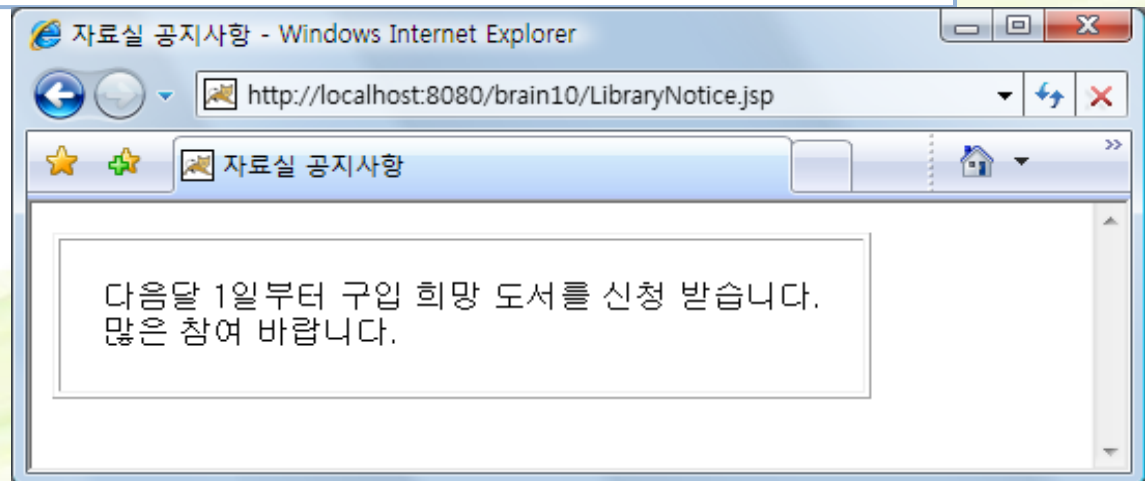 자료실 공지사항 - Windows Internet Explorer
http://localhost:8080/brain10/LibraryNotice.jsp
자료실 공지사항
다음달 1일부터 구입 희망 도서를 신청 받습니다.
많은 참여 바랍니다.